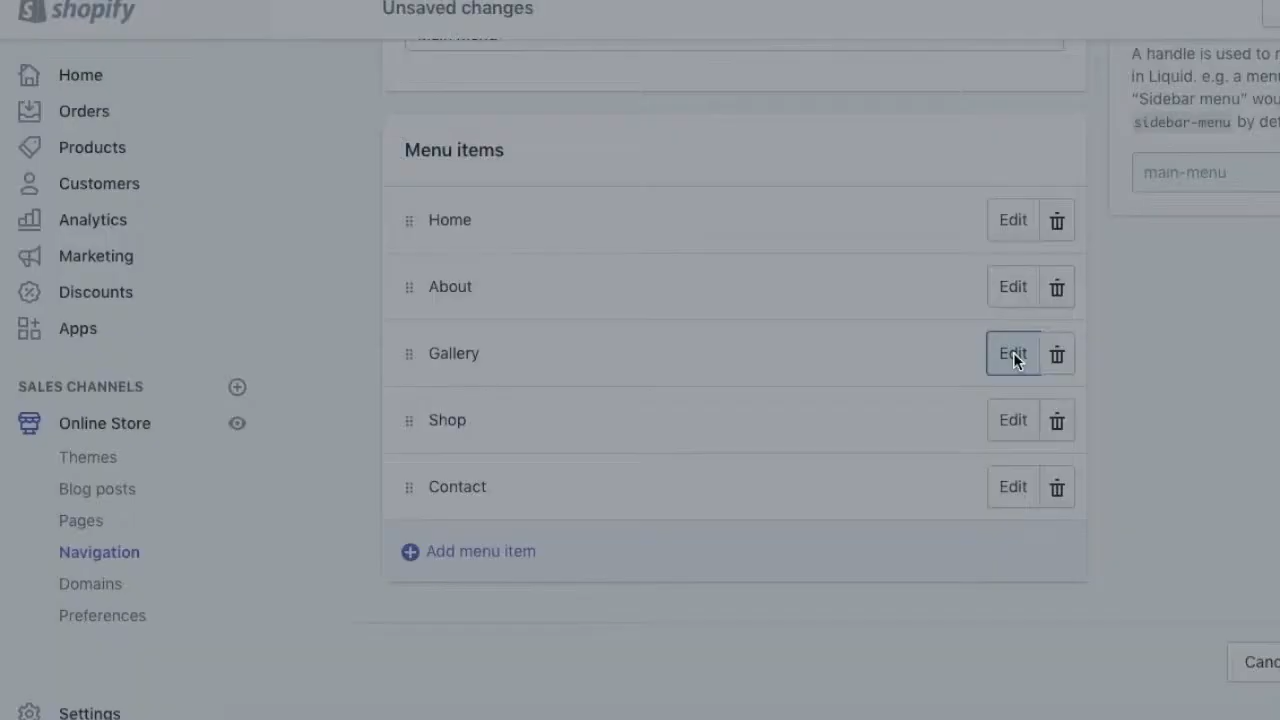 shopify
Unsaved changes
Home
Orders
Products
Customers
Analytics
Marketing
Discounts
Apps
SALES CHANNELS
Online Store
Themes
Blog posts
Pages
Navigation
Domains
Preferences
Settings
Menu items
Home Edit
About Edit
Gallery Edit
Shop Edit
Contact Edit
Add menu item
A handle is used to r
in Liquid. e.g. a men
"Sidebar menu" wou
sidebar-menu by def
main-menu
Canc